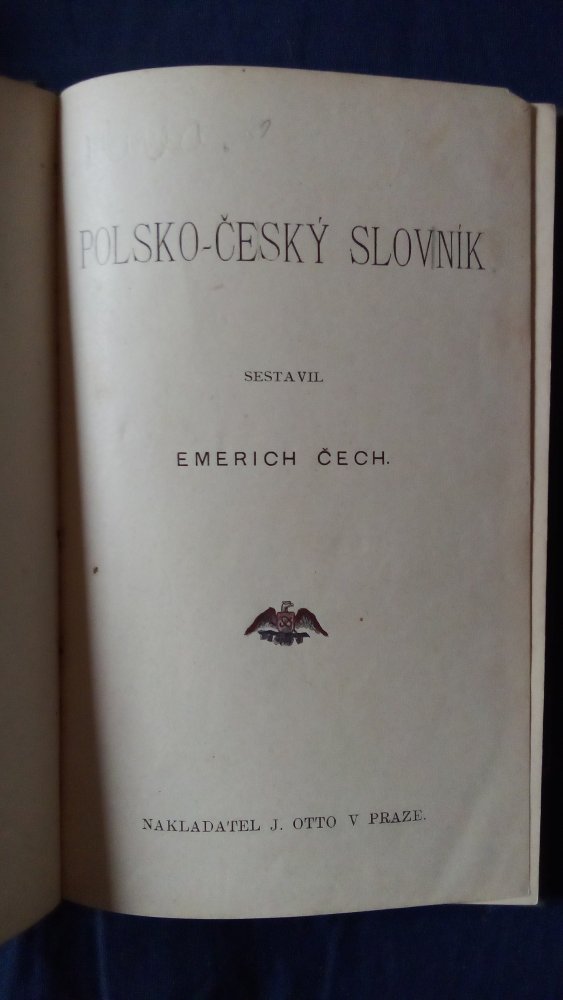 POLSKO-ČESKÝ SLOVNÍK
SESTAVIL
EMERICH ČECH.
NAKLADATEL J. OTTO V PRAZE.